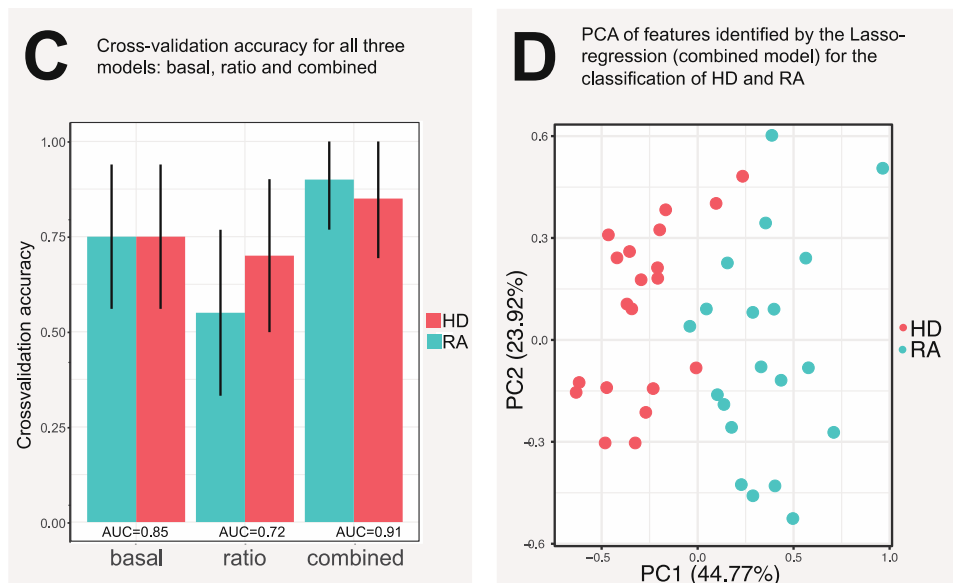 C
Cross-validation accuracy for all three
models: basal, ratio and combined
Crossvalidation accuracy
1.00
0.75
0.50
0.25
0.00
AUC=0.85
AUC=0.72
AUC=0.91
basal
ratio
combined
HD
RA
D
PCA of features identified by the Lasso-
regression (combined model) for the
classification of HD and RA
PC2 (23.92%)
0.6
0.3
0.0
−0.3
−0.6
−0.5
0.0
0.5
1.0
PC1 (44.77%)
HD
RA